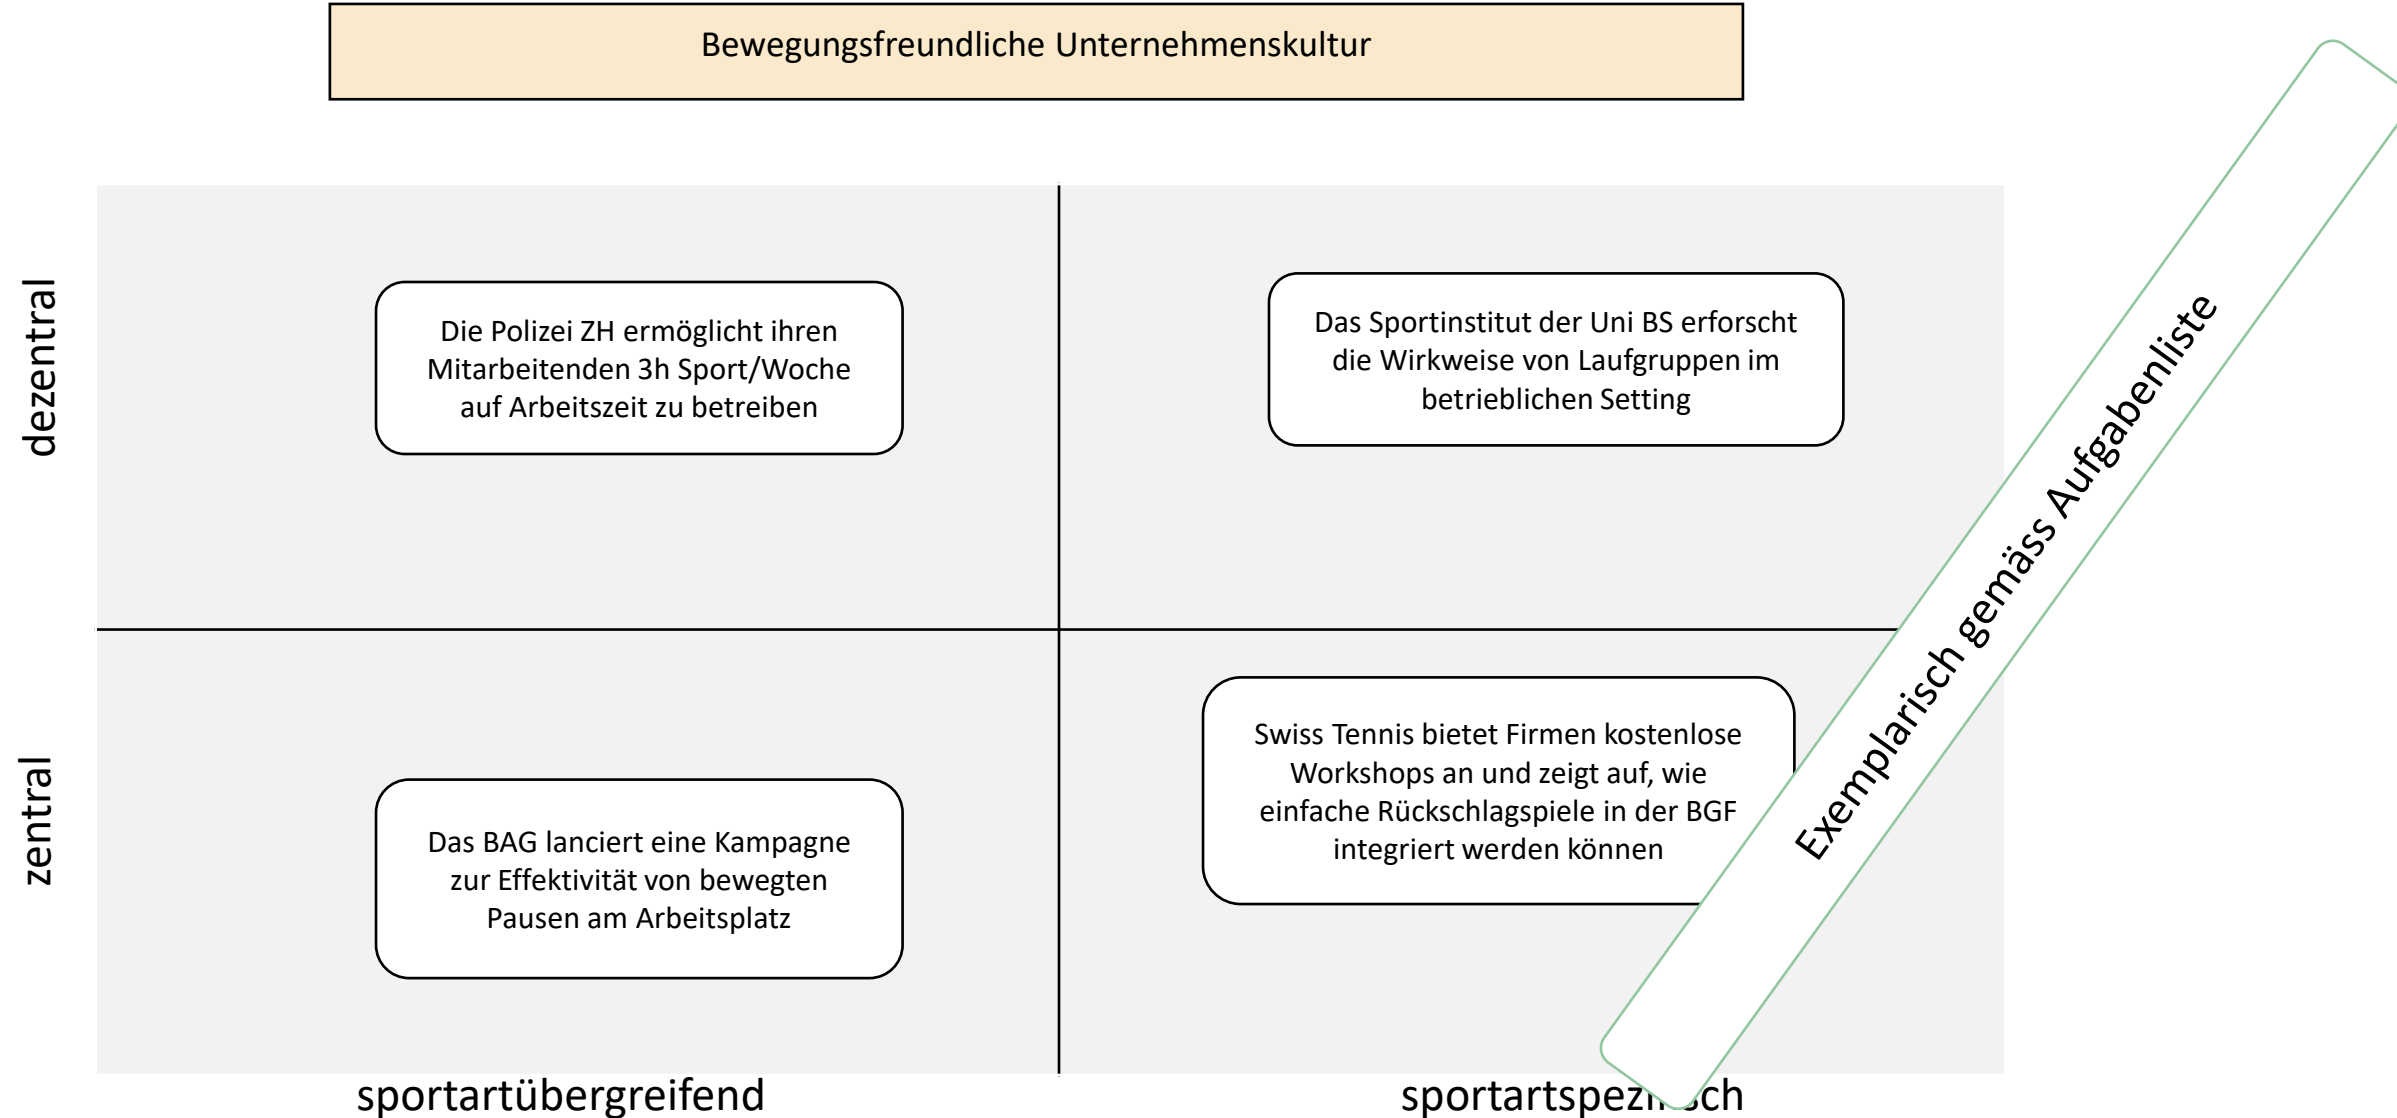 Bewegungsfreundliche Unternehmenskultur
dezentral
Die Polizei ZH ermöglicht ihren
Mitarbeitenden 3h Sport/Woche
auf Arbeitszeit zu betreiben
Das Sportinstitut der Uni BS erforscht
die Wirkweise von Laufgruppen im
betrieblichen Setting
Exemplarisch gemäss Aufgabenliste
zentral
Das BAG lanciert eine Kampagne
zur Effektivität von bewegten
Pausen am Arbeitsplatz
Swiss Tennis bietet Firmen kostenlose
Workshops an und zeigt auf, wie
einfache Rückschlagspiele in der BGF
integriert werden können
sportartübergreifend
sportartspezifisch